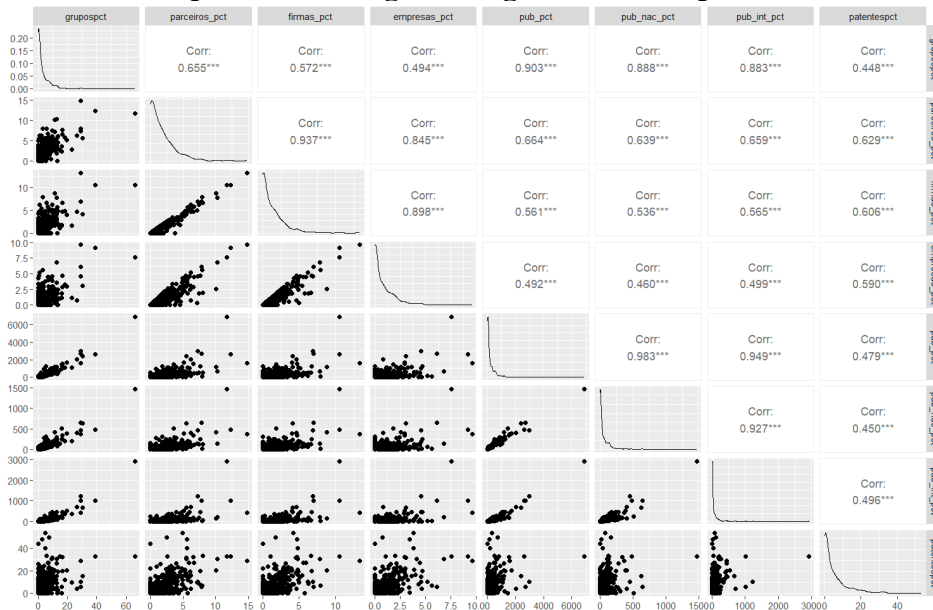 grupospct parceiros_pct firmas_pct empresas_pct pub_pct pub_nac_pct pub_int_pct patentespct
0.20
0.15
0.10
0.05
0.00
Corr: Corr: Corr: Corr: Corr: Corr: Corr:
0.655*** 0.572*** 0.494*** 0.903*** 0.888*** 0.883*** 0.448***
15
10
5
0
Corr: Corr: Corr: Corr: Corr: Corr:
0.937*** 0.845*** 0.664*** 0.639*** 0.659*** 0.629***
10
5
0
Corr: Corr: Corr: Corr: Corr:
0.898*** 0.561*** 0.536*** 0.565*** 0.606***
10.0
7.5
5.0
2.5
0.0
Corr: Corr: Corr: Corr:
0.492*** 0.460*** 0.499*** 0.590***
6000
4000
2000
0
Corr: Corr: Corr:
0.983*** 0.949*** 0.479***
1500
1000
500
0
Corr: Corr:
0.927*** 0.450***
3000
2000
1000
0
Corr:
0.496***
40
20
0
0 20 40 60 0 5 10 15 0 5 10 0.0 2.5 5.0 7.5 10.0 0 2000 4000 6000 0 500 1000 1500 0 1000 2000 3000 0 20 40